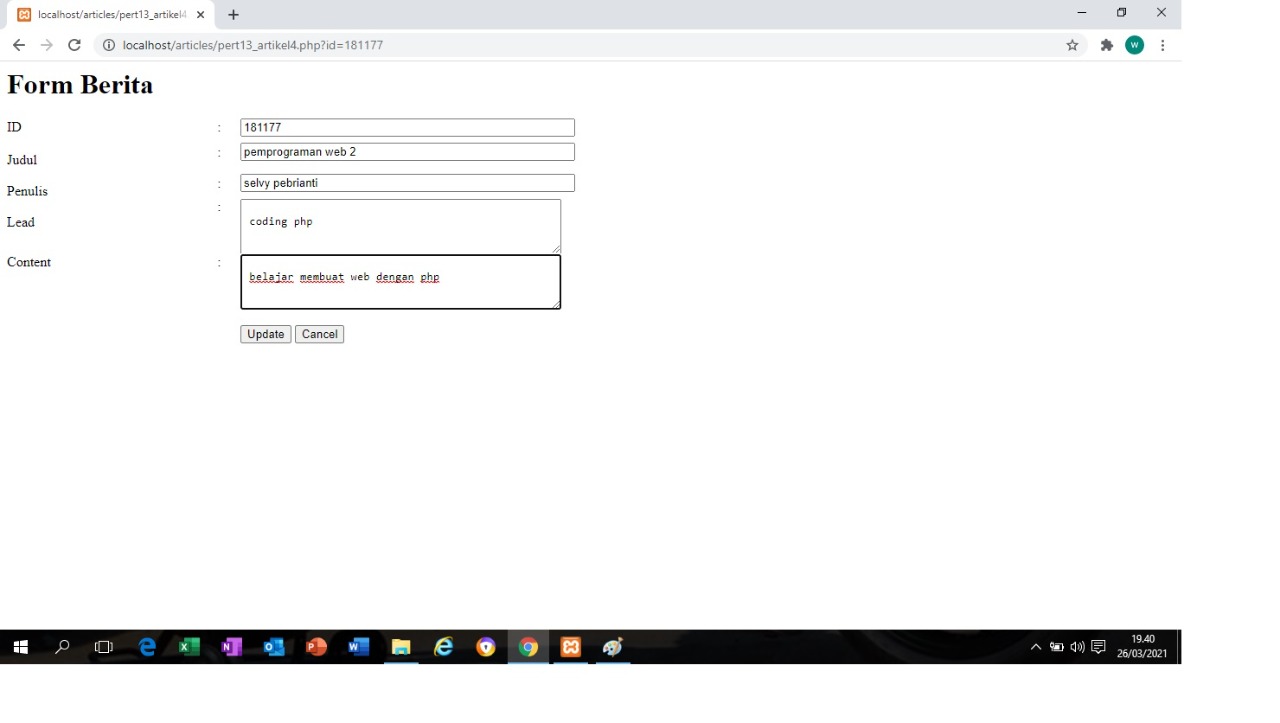 localhost/articles/pert13_artikel4
localhost/articles/pert13_artikel4.php?id=181177
W
Form Berita
ID : 181177
Judul : pemprograman web 2
Penulis : selvy pebrianti
Lead : coding php
Content : belajar membuat web dengan php
Update Cancel
19.40
26/03/2021